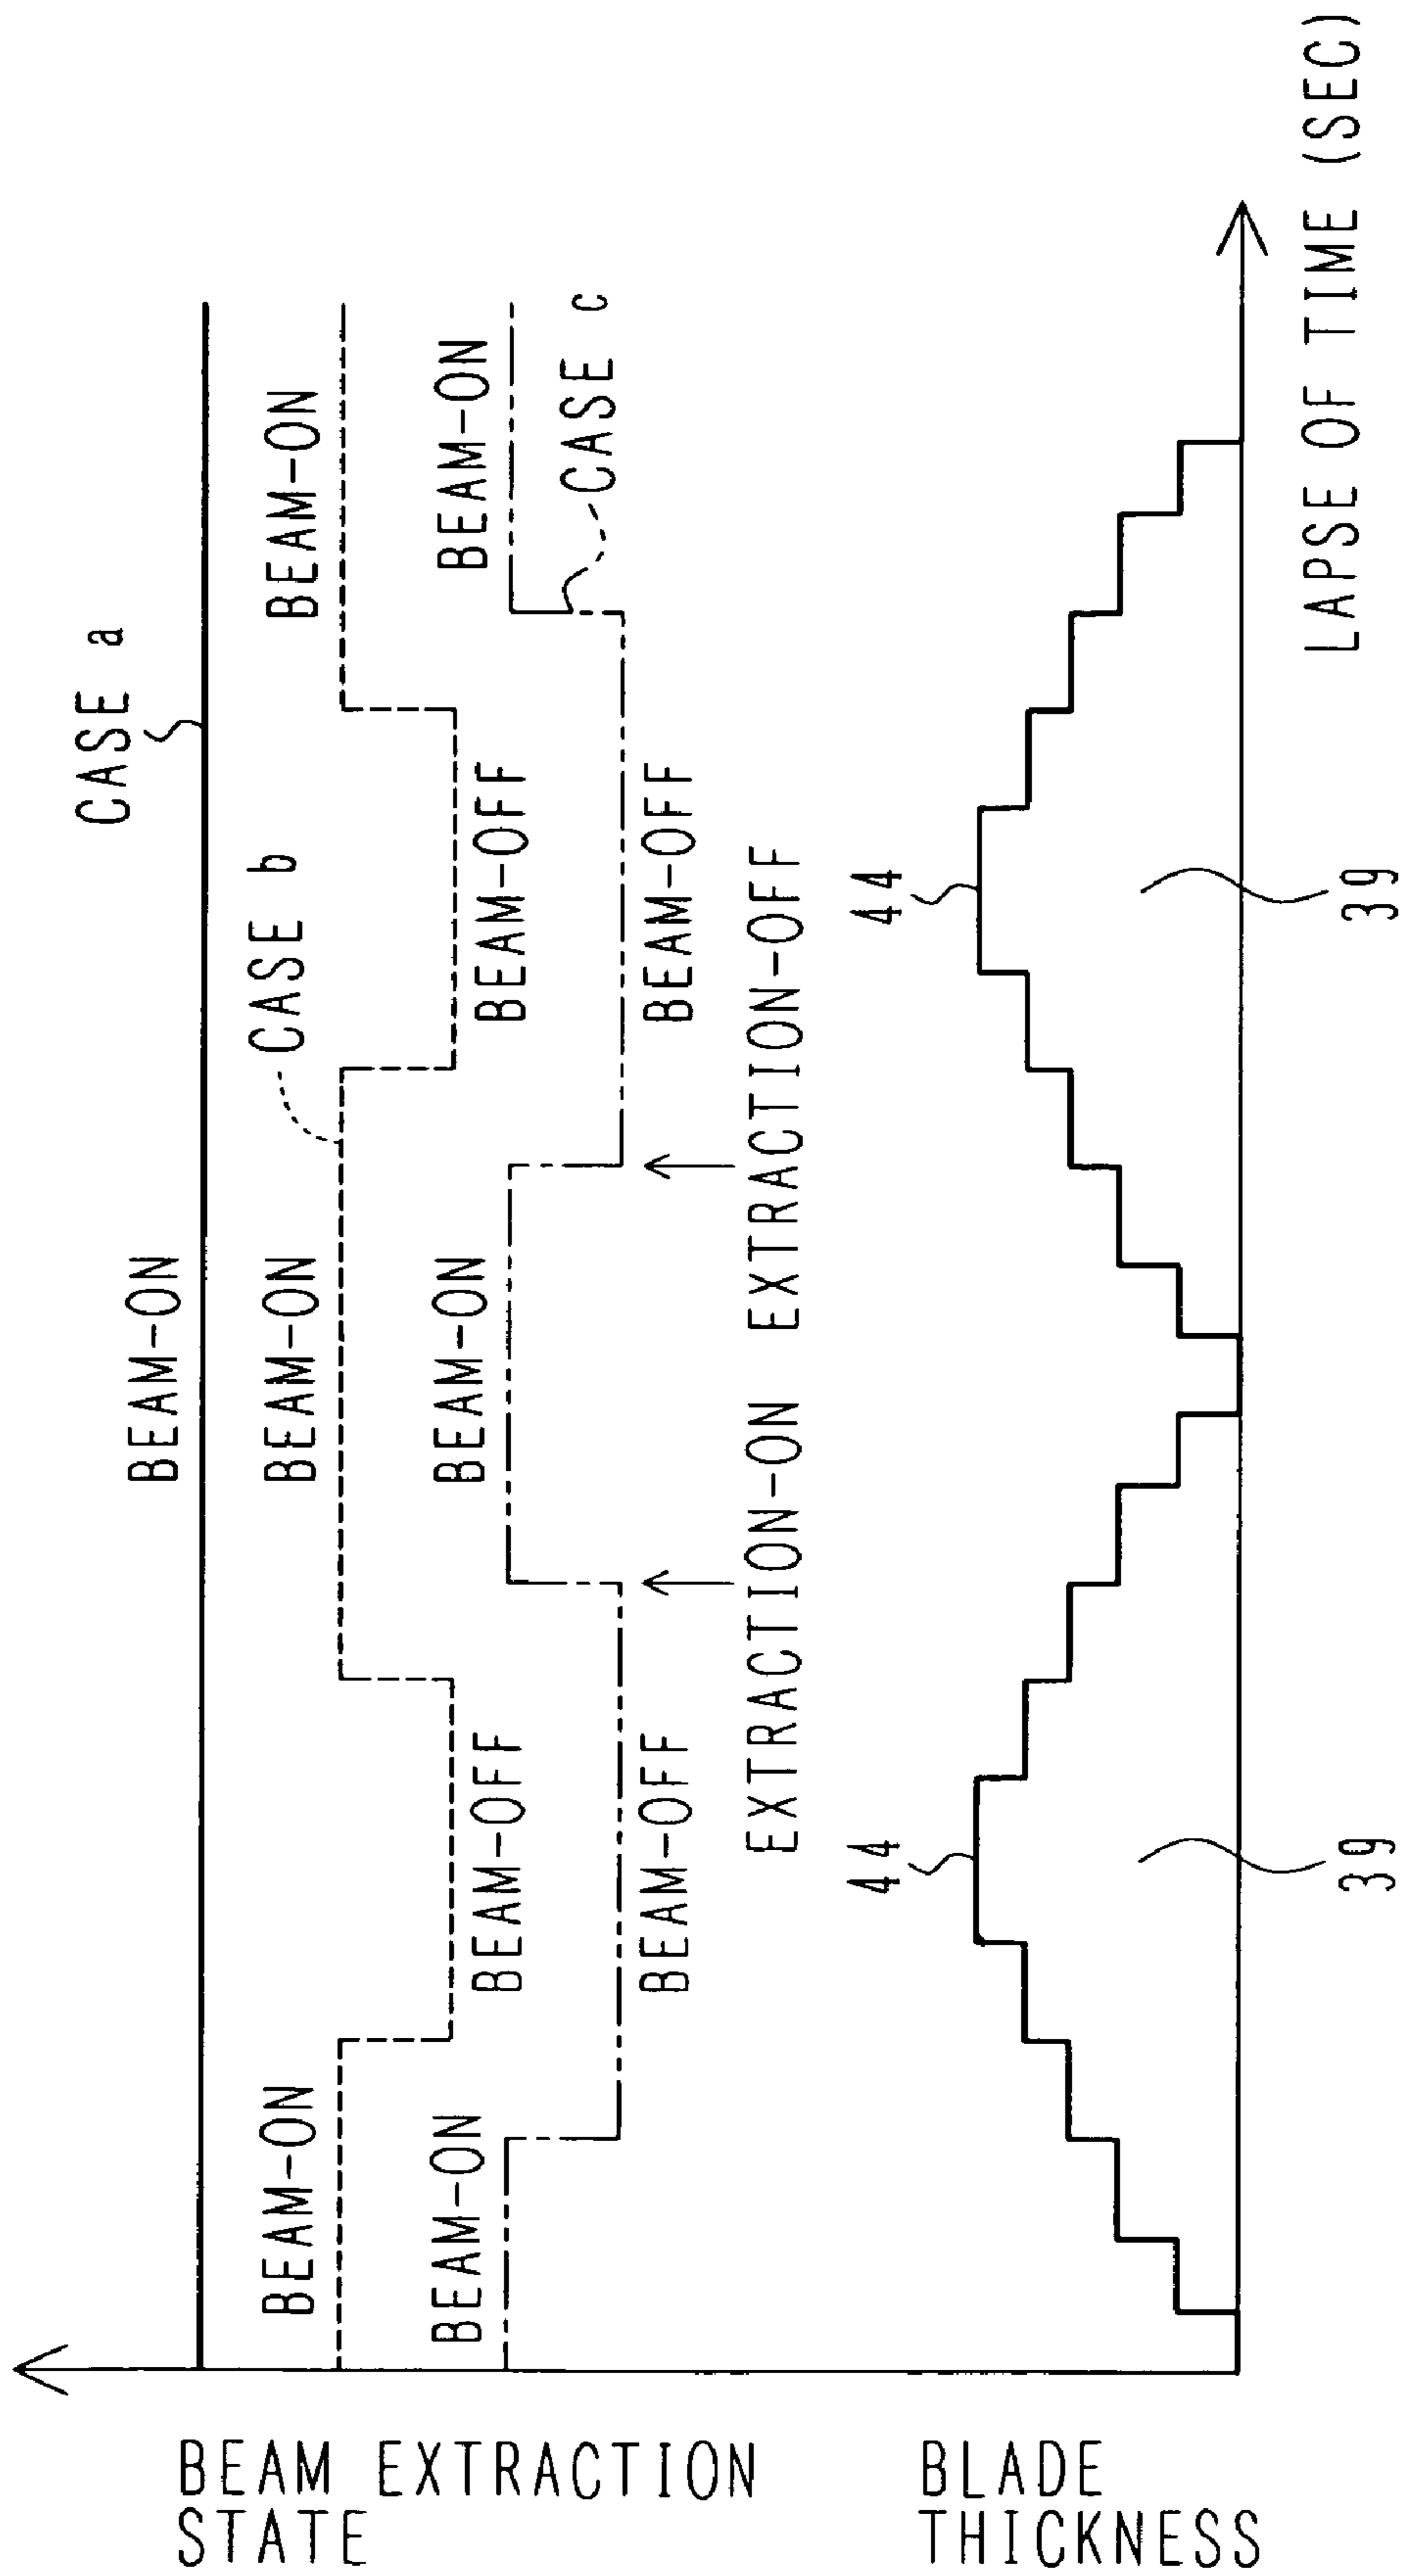 CASE a
BEAM-ON
CASE b
BEAM-ON
BEAM-ON
BEAM-ON
BEAM-OFF
BEAM-OFF
BEAM-ON
BEAM-ON
BEAM-ON
CASE c
BEAM-OFF
BEAM-OFF
EXTRACTION-ON
EXTRACTION-OFF
BEAM EXTRACTION
STATE
44
44
BLADE
THICKNESS
39
39
LAPSE OF TIME (SEC)